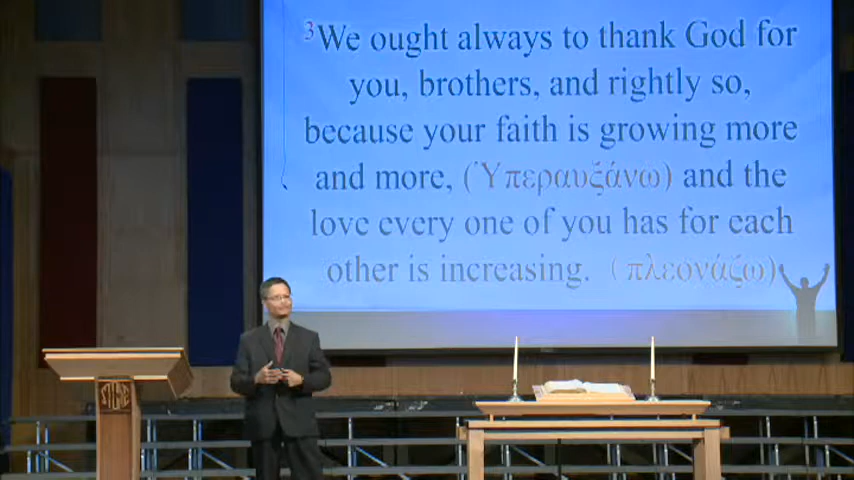 ³We ought always to thank God for
you, brothers, and rightly so,
because your faith is growing more
and more, (Ὑπεραυξάνω) and the
love every one of you has for each
other is increasing. (πλεονάζω)